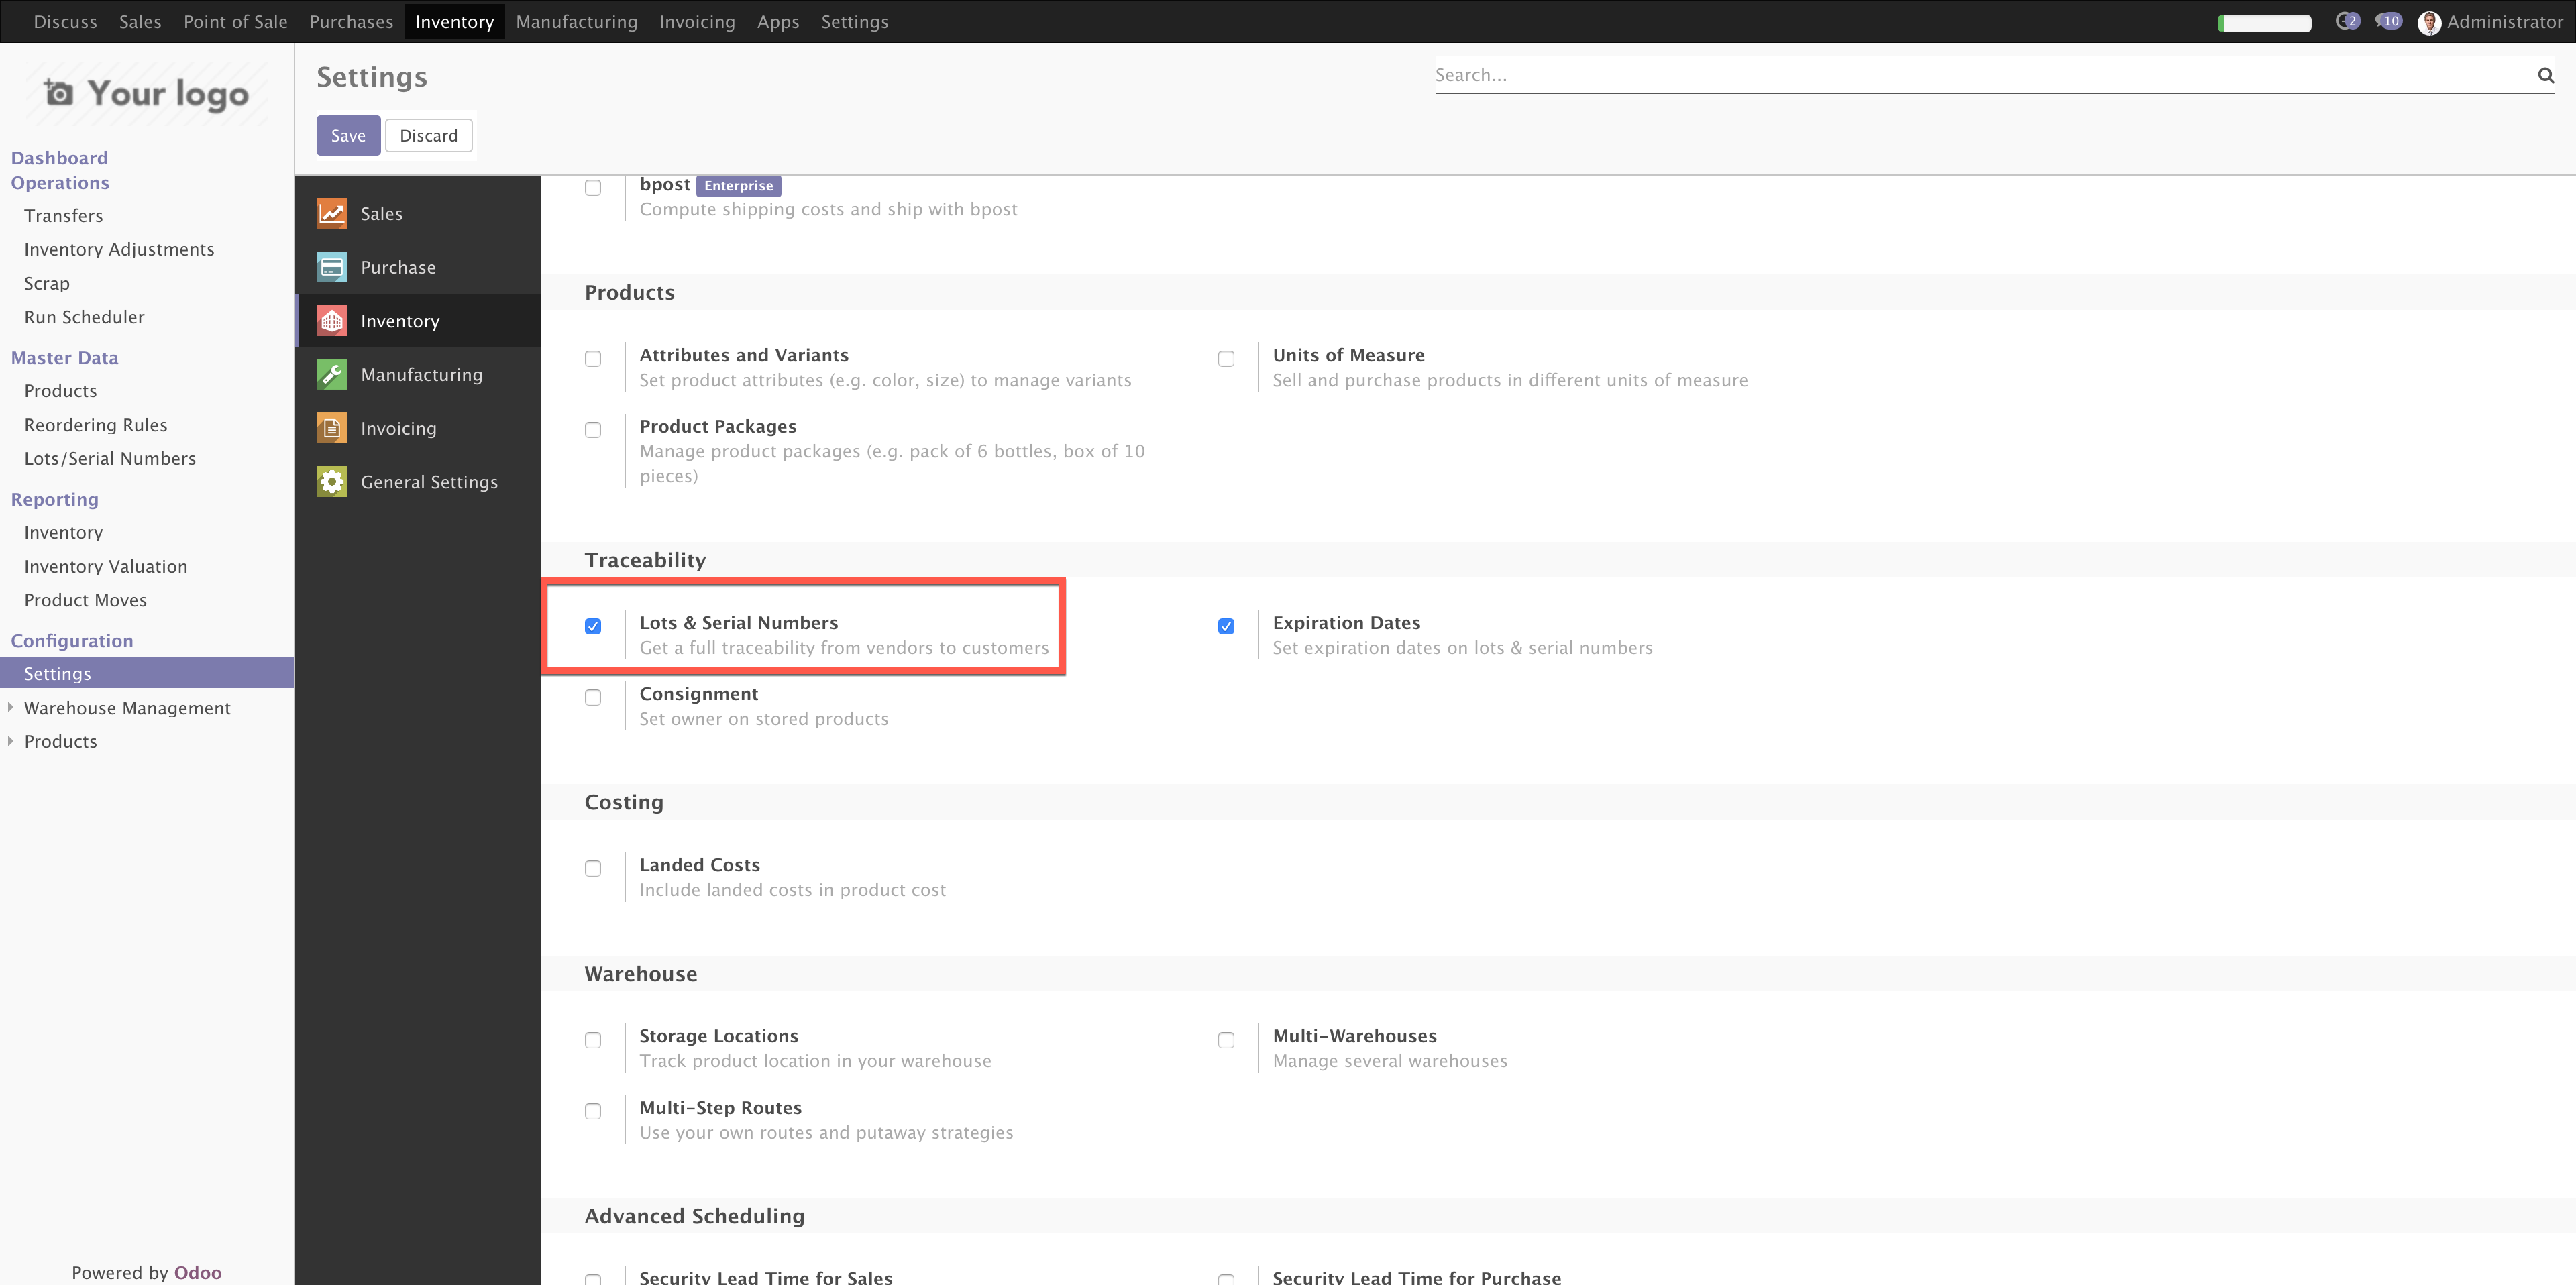 Discuss Sales Point of Sale Purchases Inventory Manufacturing Invoicing Apps Settings 2 10 Administrator
Your logo
Dashboard
Operations
Transfers
Inventory Adjustments
Scrap
Run Scheduler
Master Data
Products
Reordering Rules
Lots/Serial Numbers
Reporting
Inventory
Inventory Valuation
Product Moves
Configuration
Settings
Warehouse Management
Products
Powered by Odoo
Settings
Search...
Save Discard
Sales
Purchase
Inventory
Manufacturing
Invoicing
General Settings
bpost Enterprise
Compute shipping costs and ship with bpost
Products
Attributes and Variants
Set product attributes (e.g. color, size) to manage variants
Units of Measure
Sell and purchase products in different units of measure
Product Packages
Manage product packages (e.g. pack of 6 bottles, box of 10
pieces)
Traceability
Lots & Serial Numbers
Get a full traceability from vendors to customers
Expiration Dates
Set expiration dates on lots & serial numbers
Consignment
Set owner on stored products
Costing
Landed Costs
Include landed costs in product cost
Warehouse
Storage Locations
Track product location in your warehouse
Multi-Warehouses
Manage several warehouses
Multi-Step Routes
Use your own routes and putaway strategies
Advanced Scheduling
Security Lead Time for Sales
Security Lead Time for Purchase